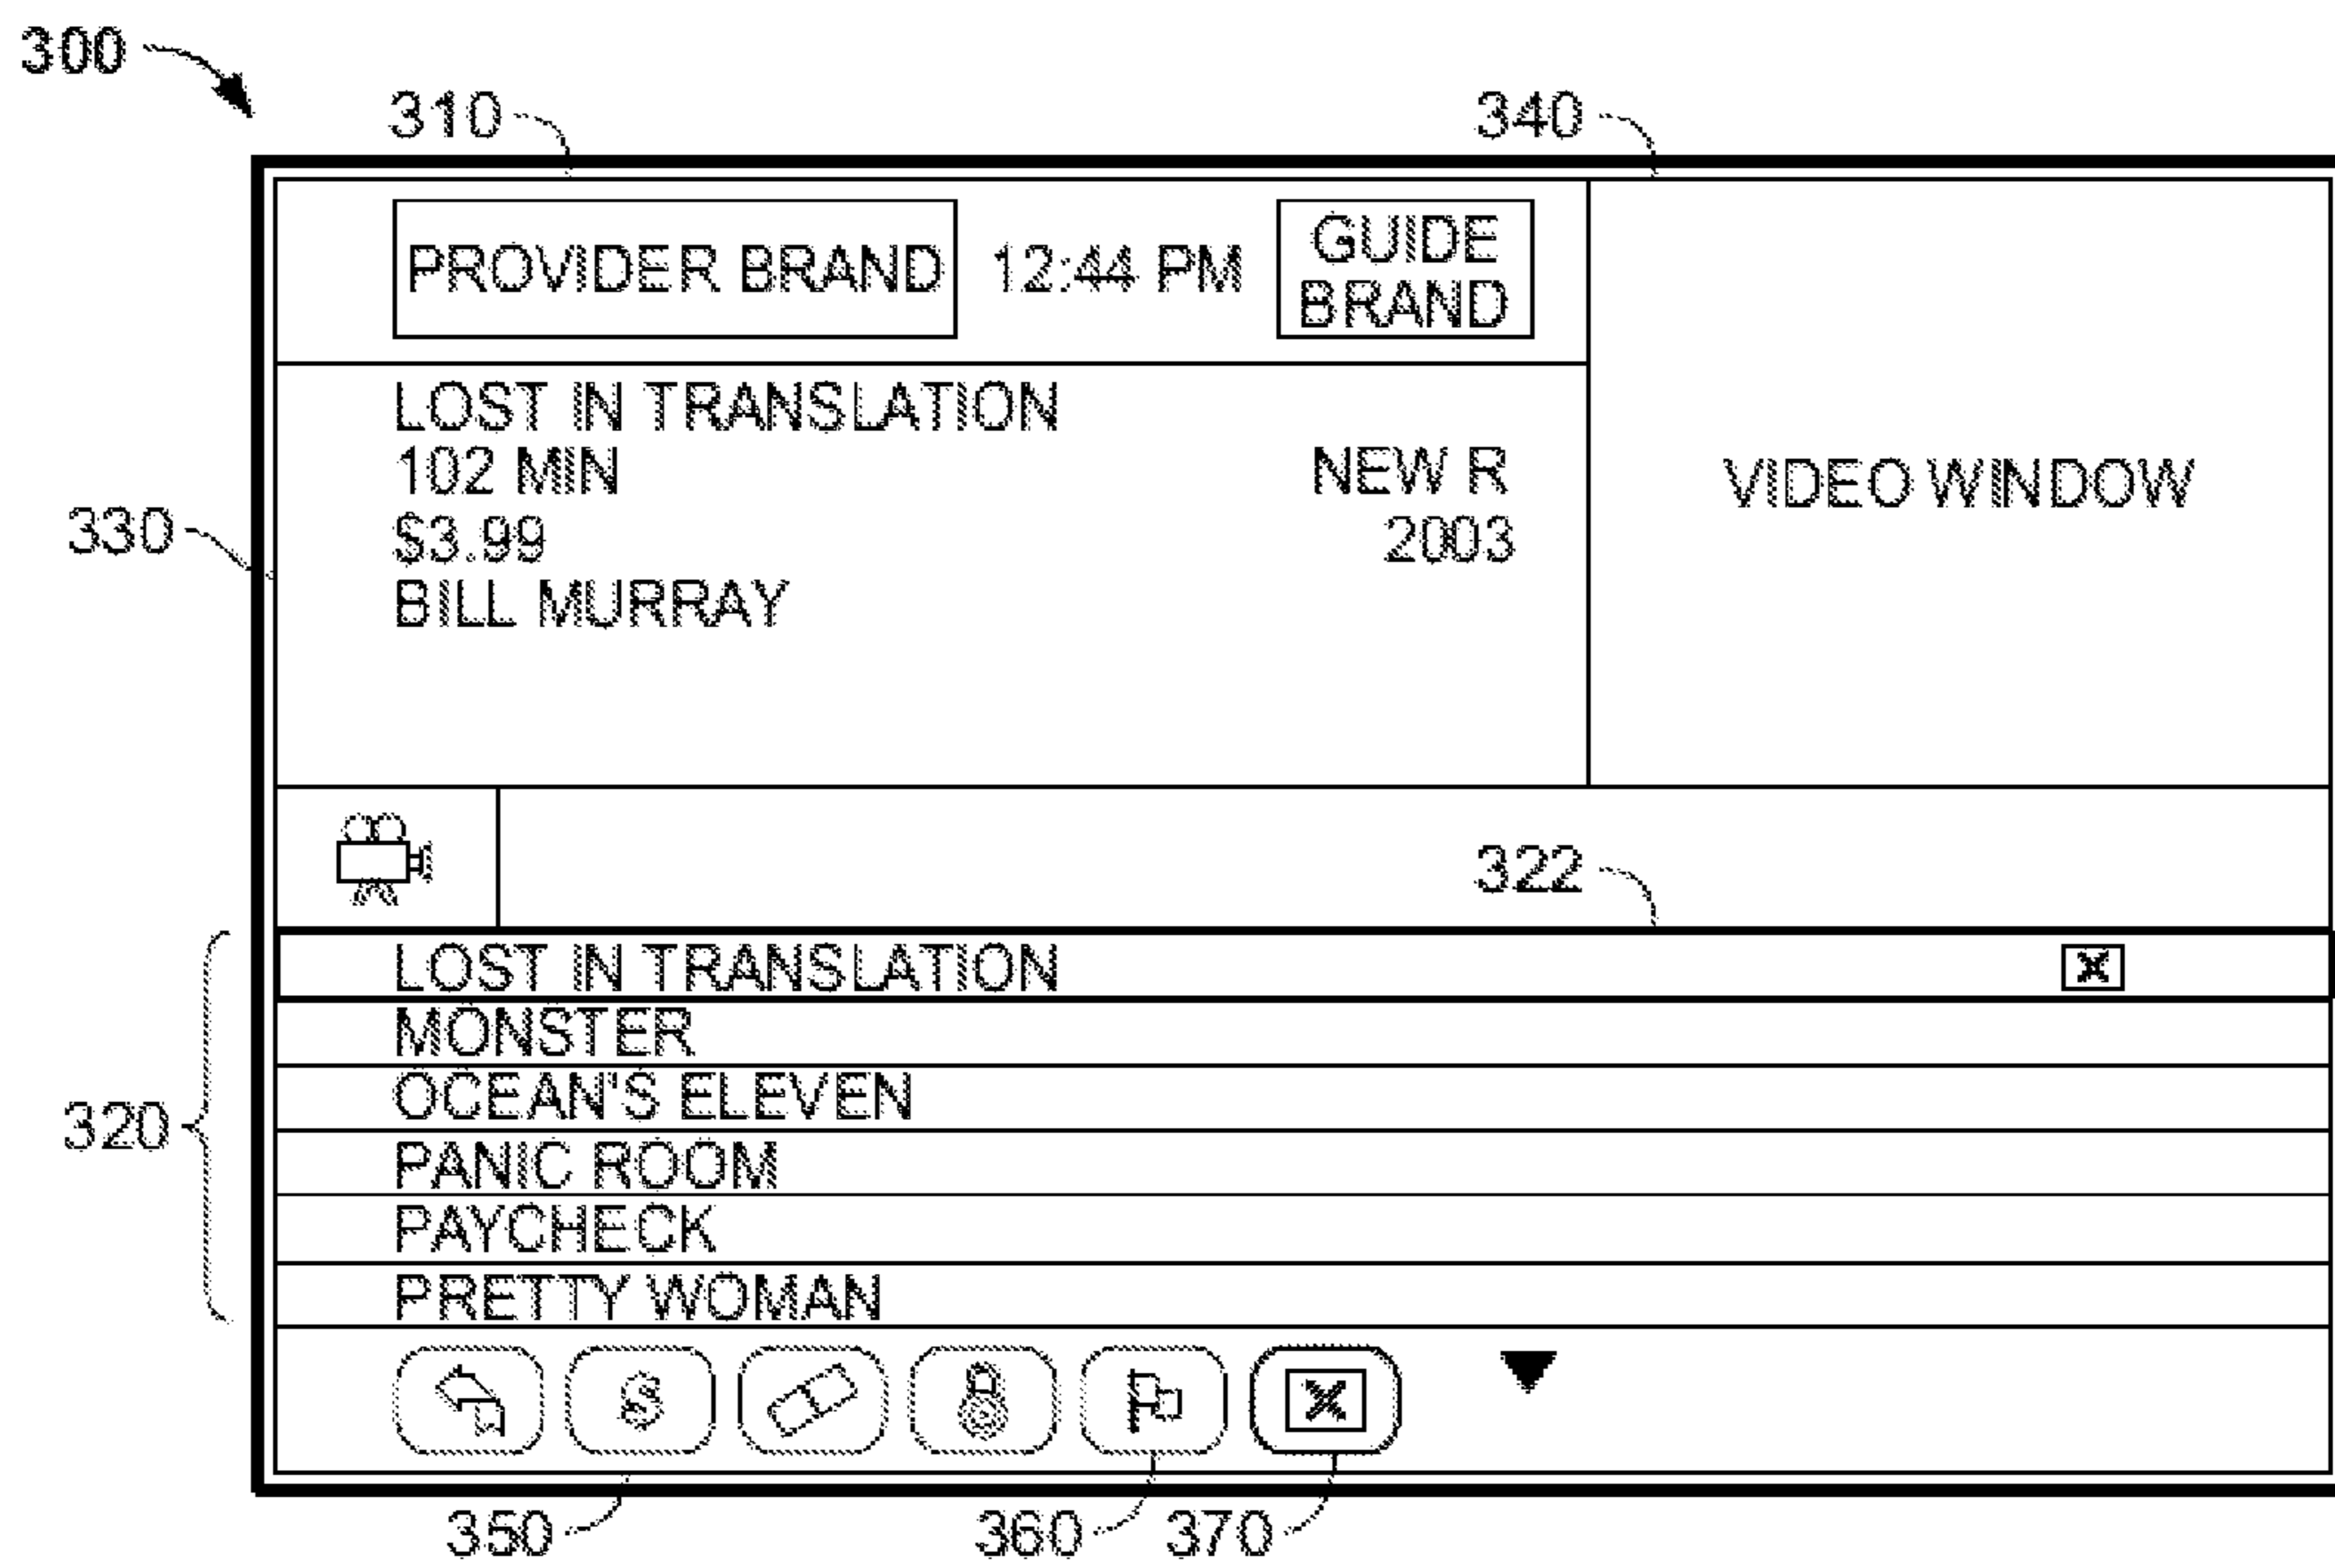 300
310
340
PROVIDER BRAND 12:44 PM GUIDE BRAND
LOST IN TRANSLATION
102 MIN NEW R
VIDEO WINDOW
330
$3.99 2003
BILL MURRAY
322
LOST IN TRANSLATION X
MONSTER
OCEAN'S ELEVEN
320
PANIC ROOM
PAYCHECK
PRETTY WOMAN
$ X
350 360 370